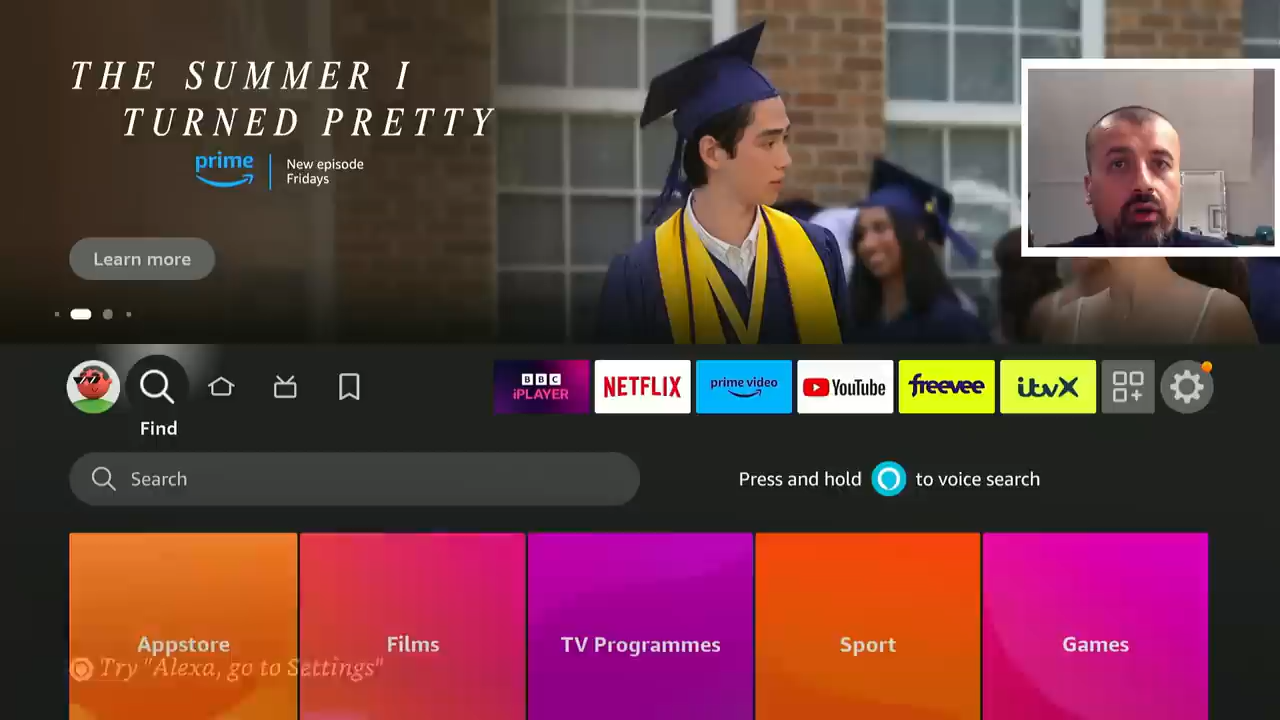 THE SUMMER I
TURNED PRETTY
prime
New episode
Fridays
Learn more
BBC
iPLAYER
NETFLIX
prime video
YouTube
freevee
itvX
Find
Search
Press and hold
to voice search
Appstore
Films
TV Programmes
Sport
Games
Try "Alexa, go to Settings"